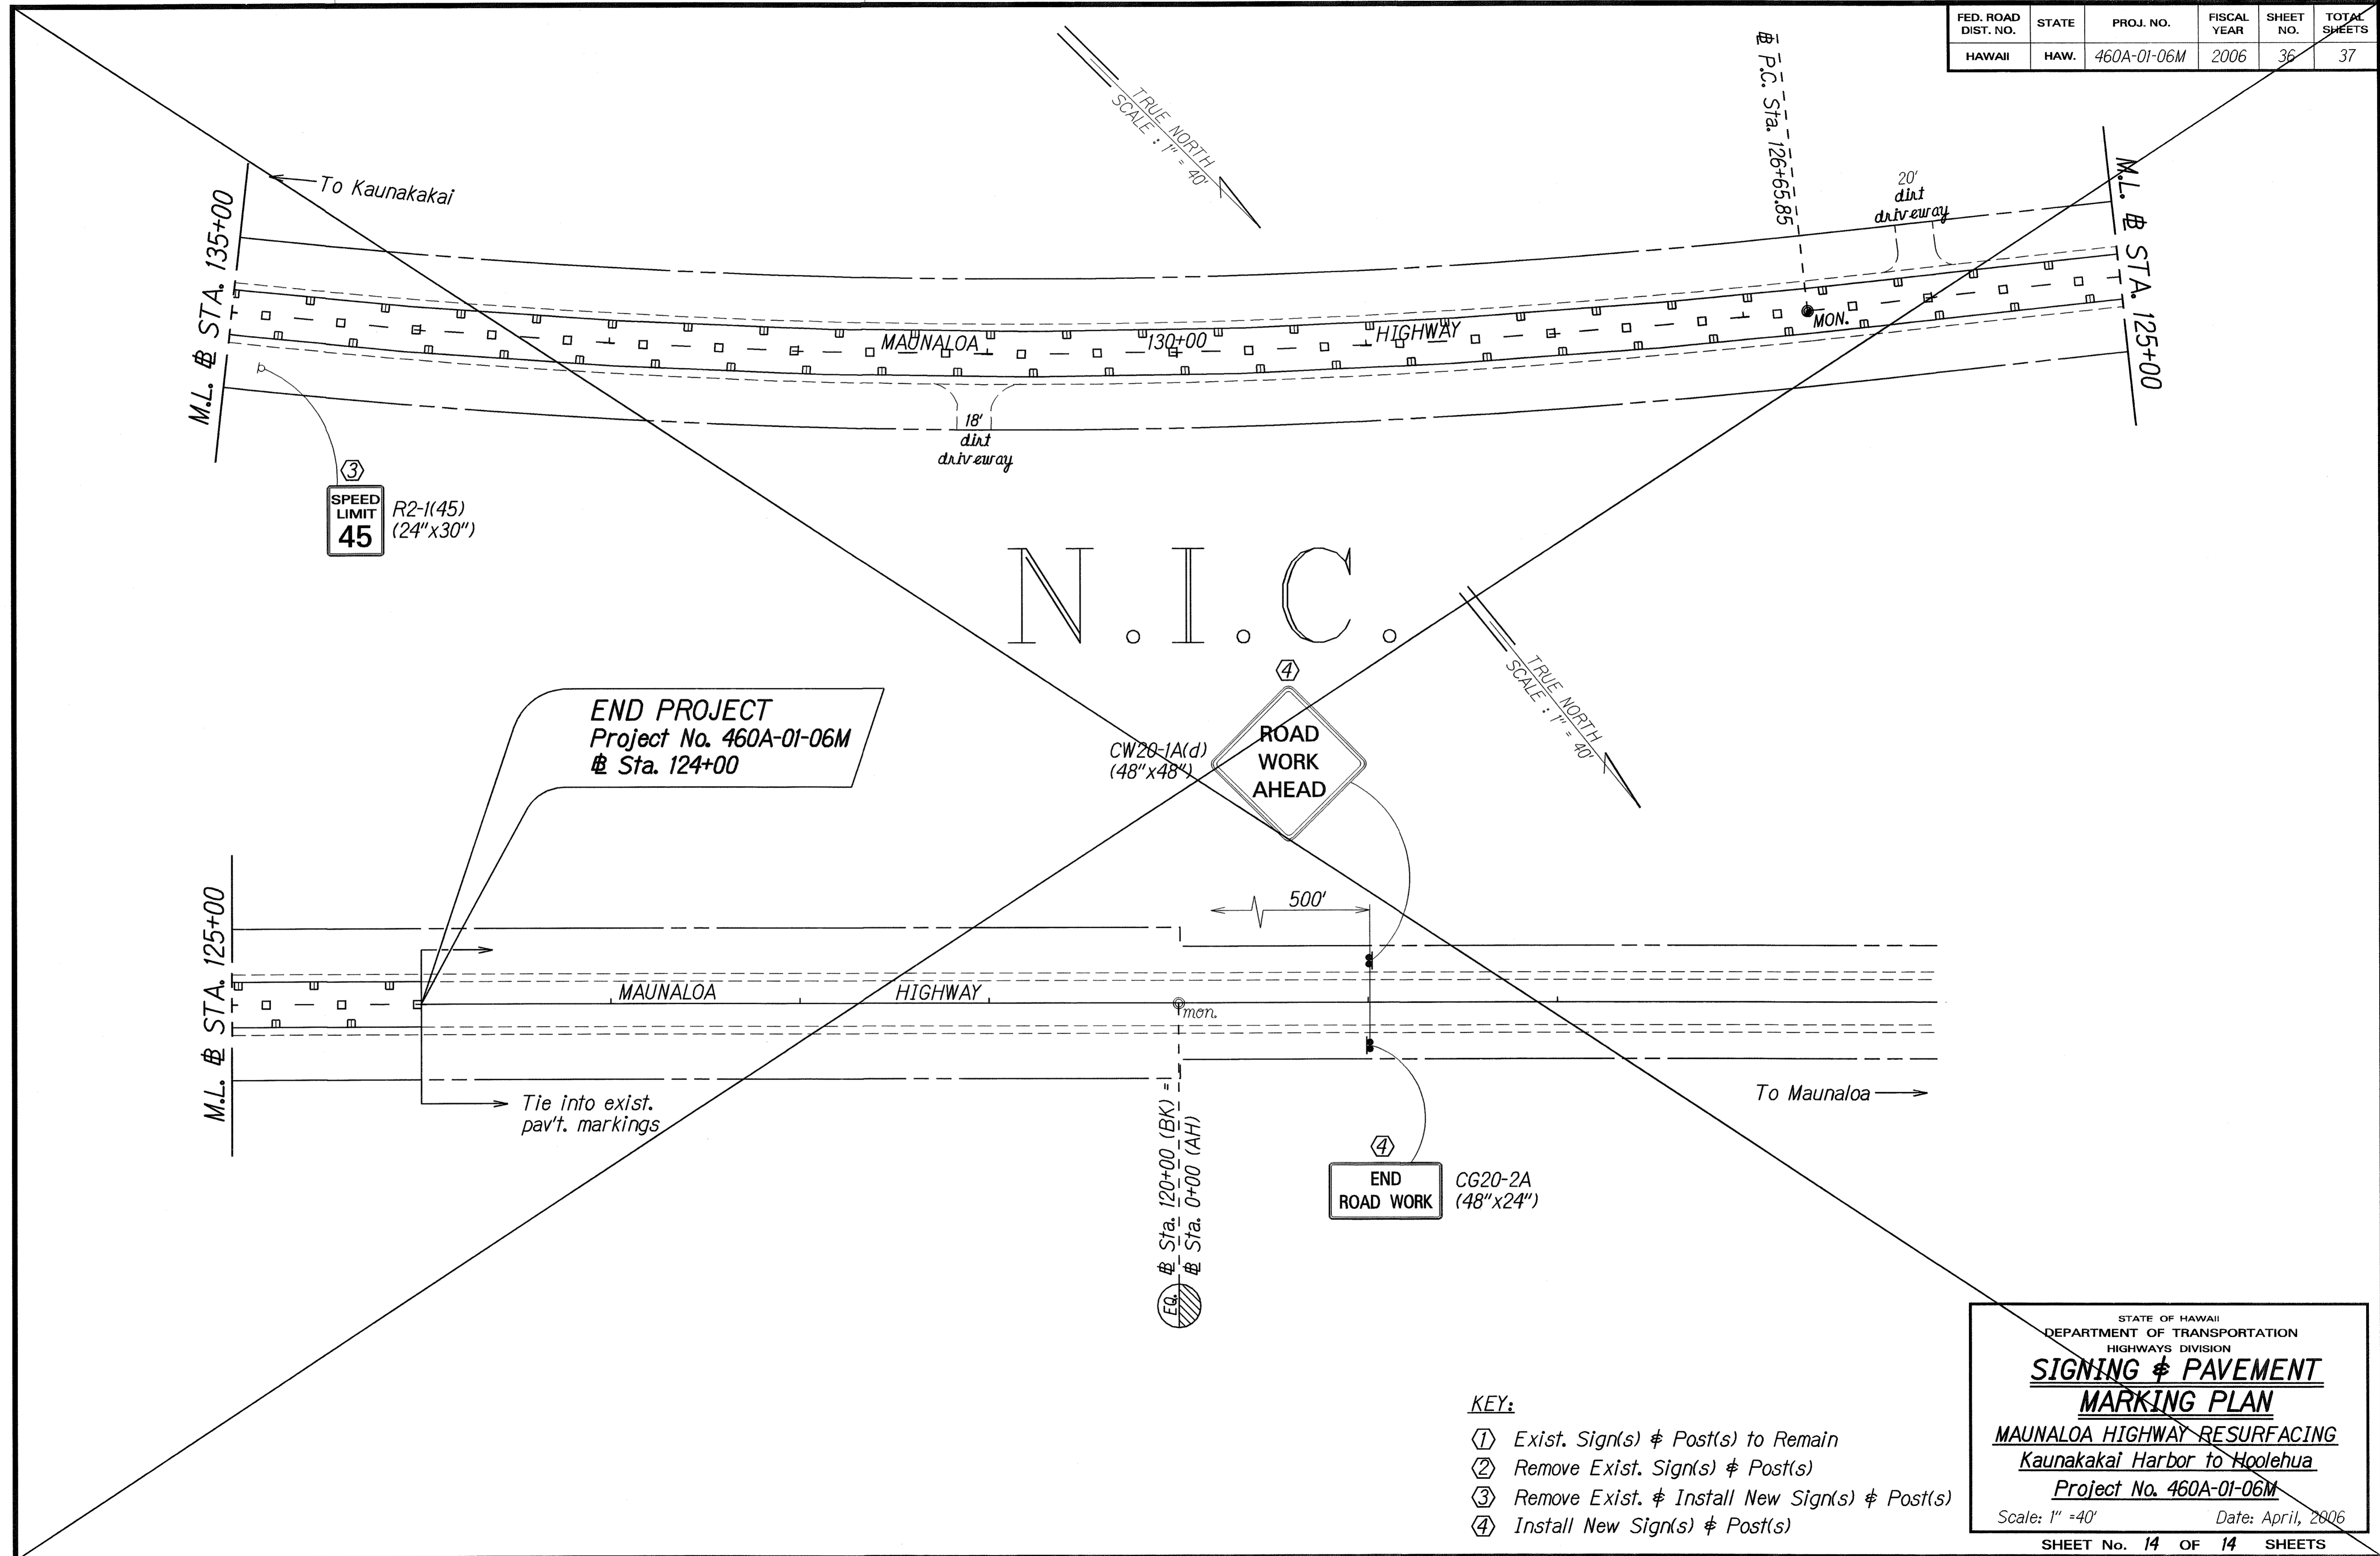 FED. ROAD DIST. NO. STATE PROJ. NO. FISCAL YEAR SHEET NO. TOTAL SHEETS
HAWAII HAW. 460A-01-06M 2006 36 37
TRUE NORTH
SCALE : 1" = 40'
℄ P.C. Sta. 126+65.85
To Kaunakakai
20'
dirt
driveway
M.L. ℄ STA. 135+00
M.L. ℄ STA. 125+00
MAUNALOA 130+00 HIGHWAY
MON.
18'
dirt
driveway
3
SPEED
LIMIT
45
R2-1(45)
(24"x30")
N.I.C.
TRUE NORTH
SCALE : 1" = 40'
END PROJECT
Project No. 460A-01-06M
℄ Sta. 124+00
4
CW20-1A(d)
(48"x48")
ROAD
WORK
AHEAD
500'
M.L. ℄ STA. 125+00
MAUNALOA HIGHWAY
mon.
Tie into exist.
pav't. markings
To Maunaloa
℄ Sta. 120+00 (BK) =
℄ Sta. 0+00 (AH)
EQ.
4
END
ROAD WORK
CG20-2A
(48"x24")
KEY:
1 Exist. Sign(s) & Post(s) to Remain
2 Remove Exist. Sign(s) & Post(s)
3 Remove Exist. & Install New Sign(s) & Post(s)
4 Install New Sign(s) & Post(s)
STATE OF HAWAII
DEPARTMENT OF TRANSPORTATION
HIGHWAYS DIVISION
SIGNING & PAVEMENT
MARKING PLAN
MAUNALOA HIGHWAY RESURFACING
Kaunakakai Harbor to Hoolehua
Project No. 460A-01-06M
Scale: 1" =40' Date: April, 2006
SHEET No. 14 OF 14 SHEETS